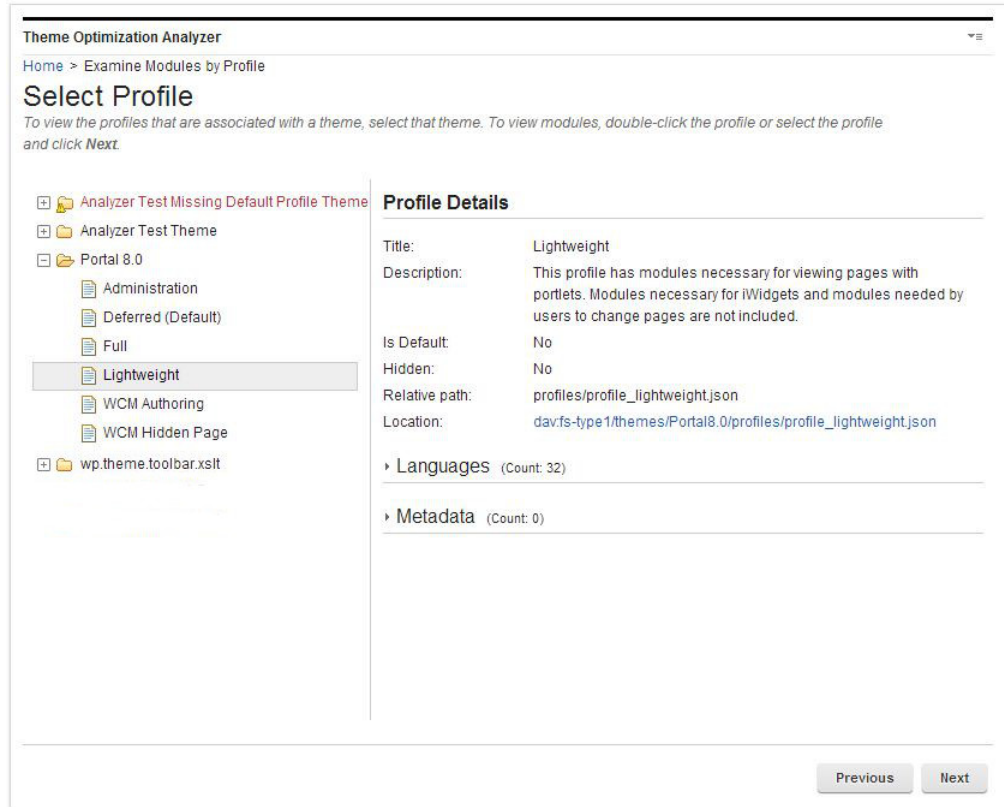 Theme Optimization Analyzer
Home > Examine Modules by Profile
Select Profile
To view the profiles that are associated with a theme, select that theme. To view modules, double-click the profile or select the profile
and click Next.
Analyzer Test Missing Default Profile Theme
Analyzer Test Theme
Portal 8.0
Administration
Deferred (Default)
Full
Lightweight
WCM Authoring
WCM Hidden Page
wp.theme.toolbar.xslt
Profile Details
Title: Lightweight
Description: This profile has modules necessary for viewing pages with
portlets. Modules necessary for iWidgets and modules needed by
users to change pages are not included.
Is Default: No
Hidden: No
Relative path: profiles/profile_lightweight.json
Location: dav:fs-type1/themes/Portal8.0/profiles/profile_lightweight.json
Languages (Count: 32)
Metadata (Count: 0)
Previous Next